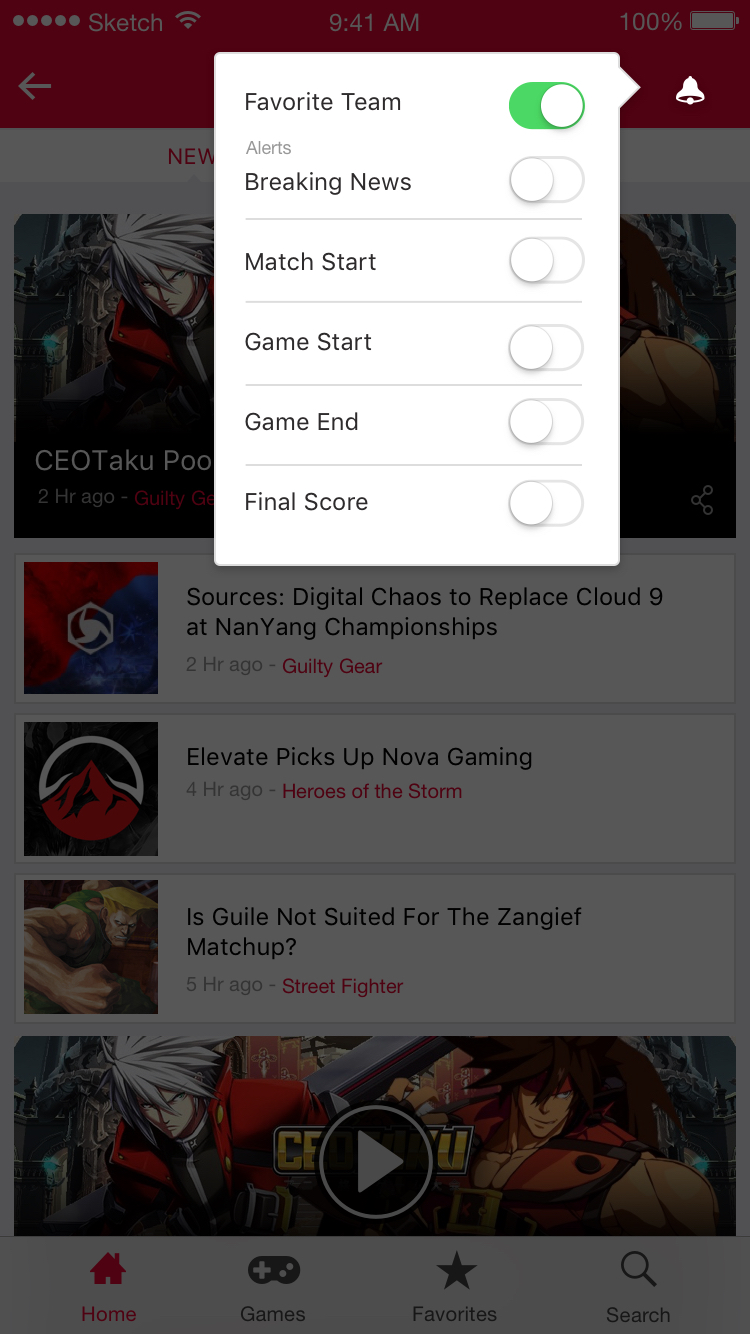 Sketch 9:41 AM 100%
Favorite Team
Alerts
Breaking News
Match Start
Game Start
Game End
Final Score
NEW
CEOTaku Poo
2 Hr ago - Guilty Ge
Sources: Digital Chaos to Replace Cloud 9
at NanYang Championships
2 Hr ago - Guilty Gear
Elevate Picks Up Nova Gaming
4 Hr ago - Heroes of the Storm
Is Guile Not Suited For The Zangief
Matchup?
5 Hr ago - Street Fighter
Home Games Favorites Search